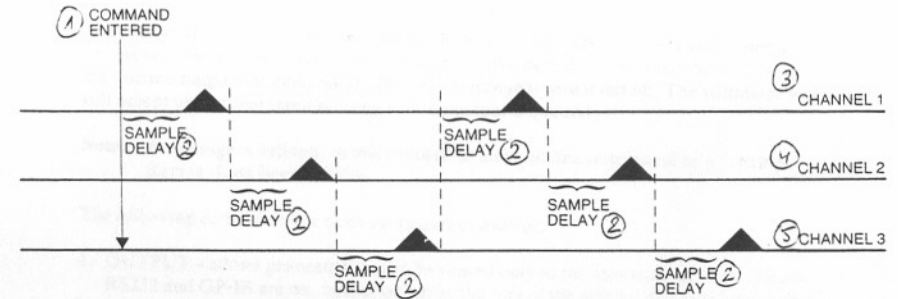 ① COMMAND
ENTERED
③
CHANNEL 1
SAMPLE
DELAY ②
SAMPLE
DELAY ②
④
CHANNEL 2
SAMPLE
DELAY ②
SAMPLE
DELAY ②
⑤ CHANNEL 3
SAMPLE
DELAY ②
SAMPLE
DELAY ②